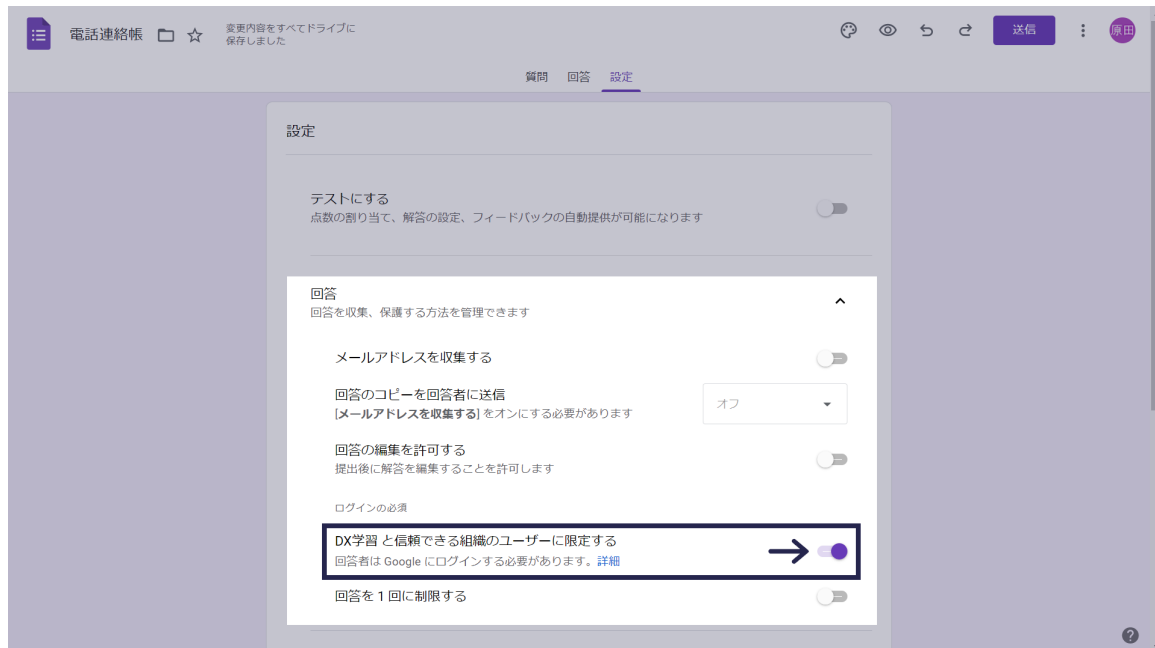 電話連絡帳
変更内容をすべてドライブに
保存しました
送信
原田
質問 回答 設定
設定
テストにする
点数の割り当て、解答の設定、フィードバックの自動提供が可能になります
回答
回答を収集、保護する方法を管理できます
メールアドレスを収集する
回答のコピーを回答者に送信
[メールアドレスを収集する] をオンにする必要があります
オフ
回答の編集を許可する
提出後に解答を編集することを許可します
ログインの必須
DX学習 と信頼できる組織のユーザーに限定する
回答者は Google にログインする必要があります。詳細
回答を 1 回に制限する